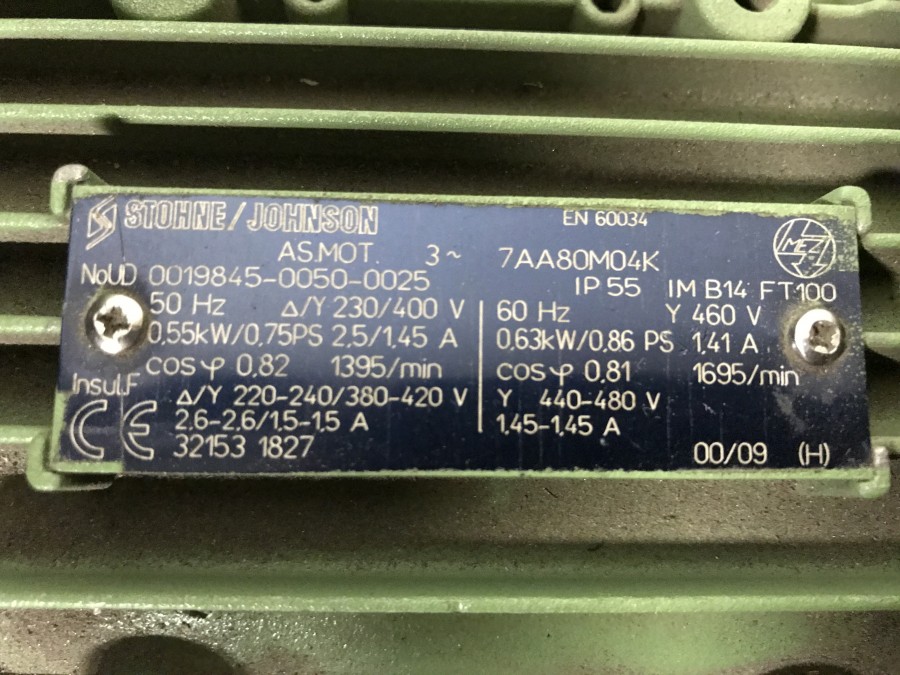 STOHNE/JOHNSON
EN 60034
MEZ
AS.MOT. 3~ 7AA80M04K
NoUD 0019845-0050-0025 IP 55 IM B14 FT100
50 Hz Δ/Y 230/400 V
0,55kW/0,75PS 2,5/1,45 A
cos φ 0,82 1395/min
Insul.F
Δ/Y 220-240/380-420 V
2.6-2.6/1.5-1.5 A
60 Hz Y 460 V
0,63kW/0,86 PS 1,41 A
cos φ 0,81 1695/min
Y 440-480 V
1,45-1,45 A
CE
32153 1827
00/09 (H)